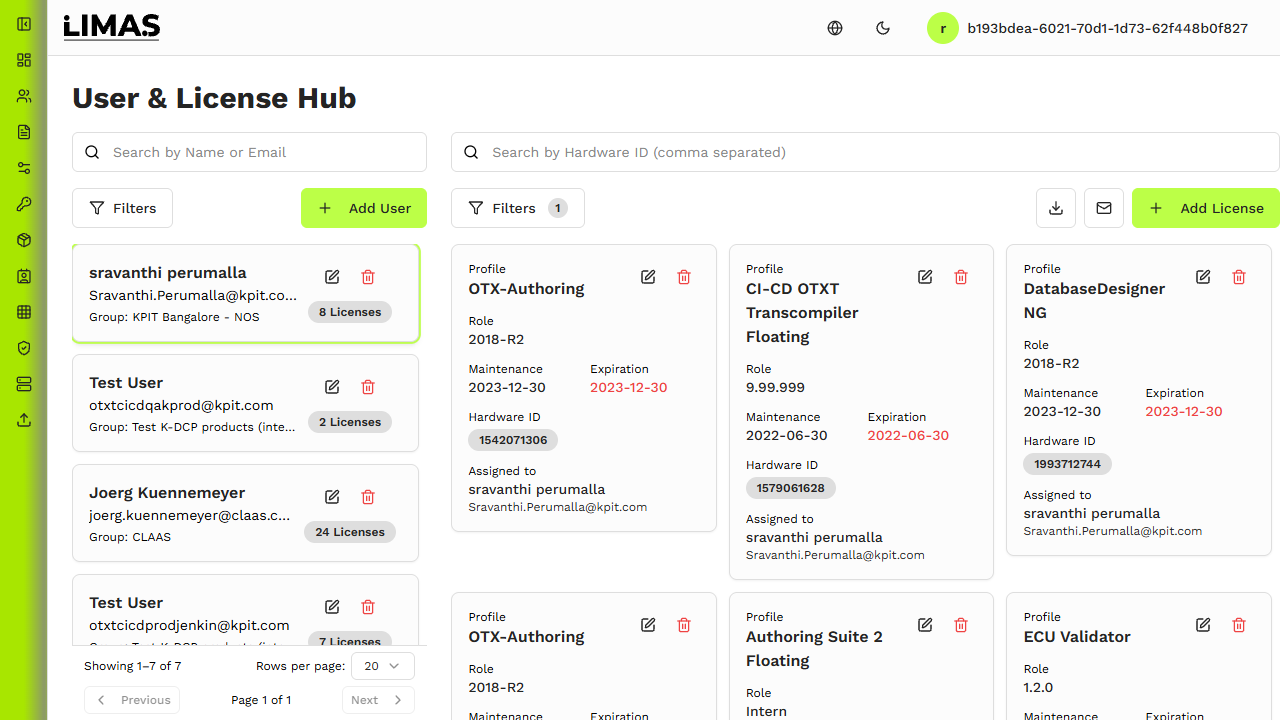 LIMAS
r
b193bdea-6021-70d1-1d73-62f448b0f827
User & License Hub
Search by Name or Email
Search by Hardware ID (comma separated)
Filters
Add User
Filters 1
Add License
sravanthi perumalla
Sravanthi.Perumalla@kpit.co...
Group: KPIT Bangalore - NOS
8 Licenses
Test User
otxtcicdqakprod@kpit.com
Group: Test K-DCP products (inte...
2 Licenses
Joerg Kuennemeyer
joerg.kuennemeyer@claas.c...
Group: CLAAS
24 Licenses
Test User
otxtcicdprodjenkin@kpit.com
Group: Test K-DCP products (inte...
7 Licenses
Showing 1–7 of 7
Rows per page: 20
Previous
Page 1 of 1
Next
Profile
OTX-Authoring
Role
2018-R2
Maintenance Expiration
2023-12-30 2023-12-30
Hardware ID
1542071306
Assigned to
sravanthi perumalla
Sravanthi.Perumalla@kpit.com
Profile
CI-CD OTXT
Transcompiler
Floating
Role
9.99.999
Maintenance Expiration
2022-06-30 2022-06-30
Hardware ID
1579061628
Assigned to
sravanthi perumalla
Sravanthi.Perumalla@kpit.com
Profile
DatabaseDesigner
NG
Role
2018-R2
Maintenance Expiration
2023-12-30 2023-12-30
Hardware ID
1993712744
Assigned to
sravanthi perumalla
Sravanthi.Perumalla@kpit.com
Profile
OTX-Authoring
Role
2018-R2
Maintenance Expiration
Profile
Authoring Suite 2
Floating
Role
Intern
Profile
ECU Validator
Role
1.2.0
Maintenance Expiration